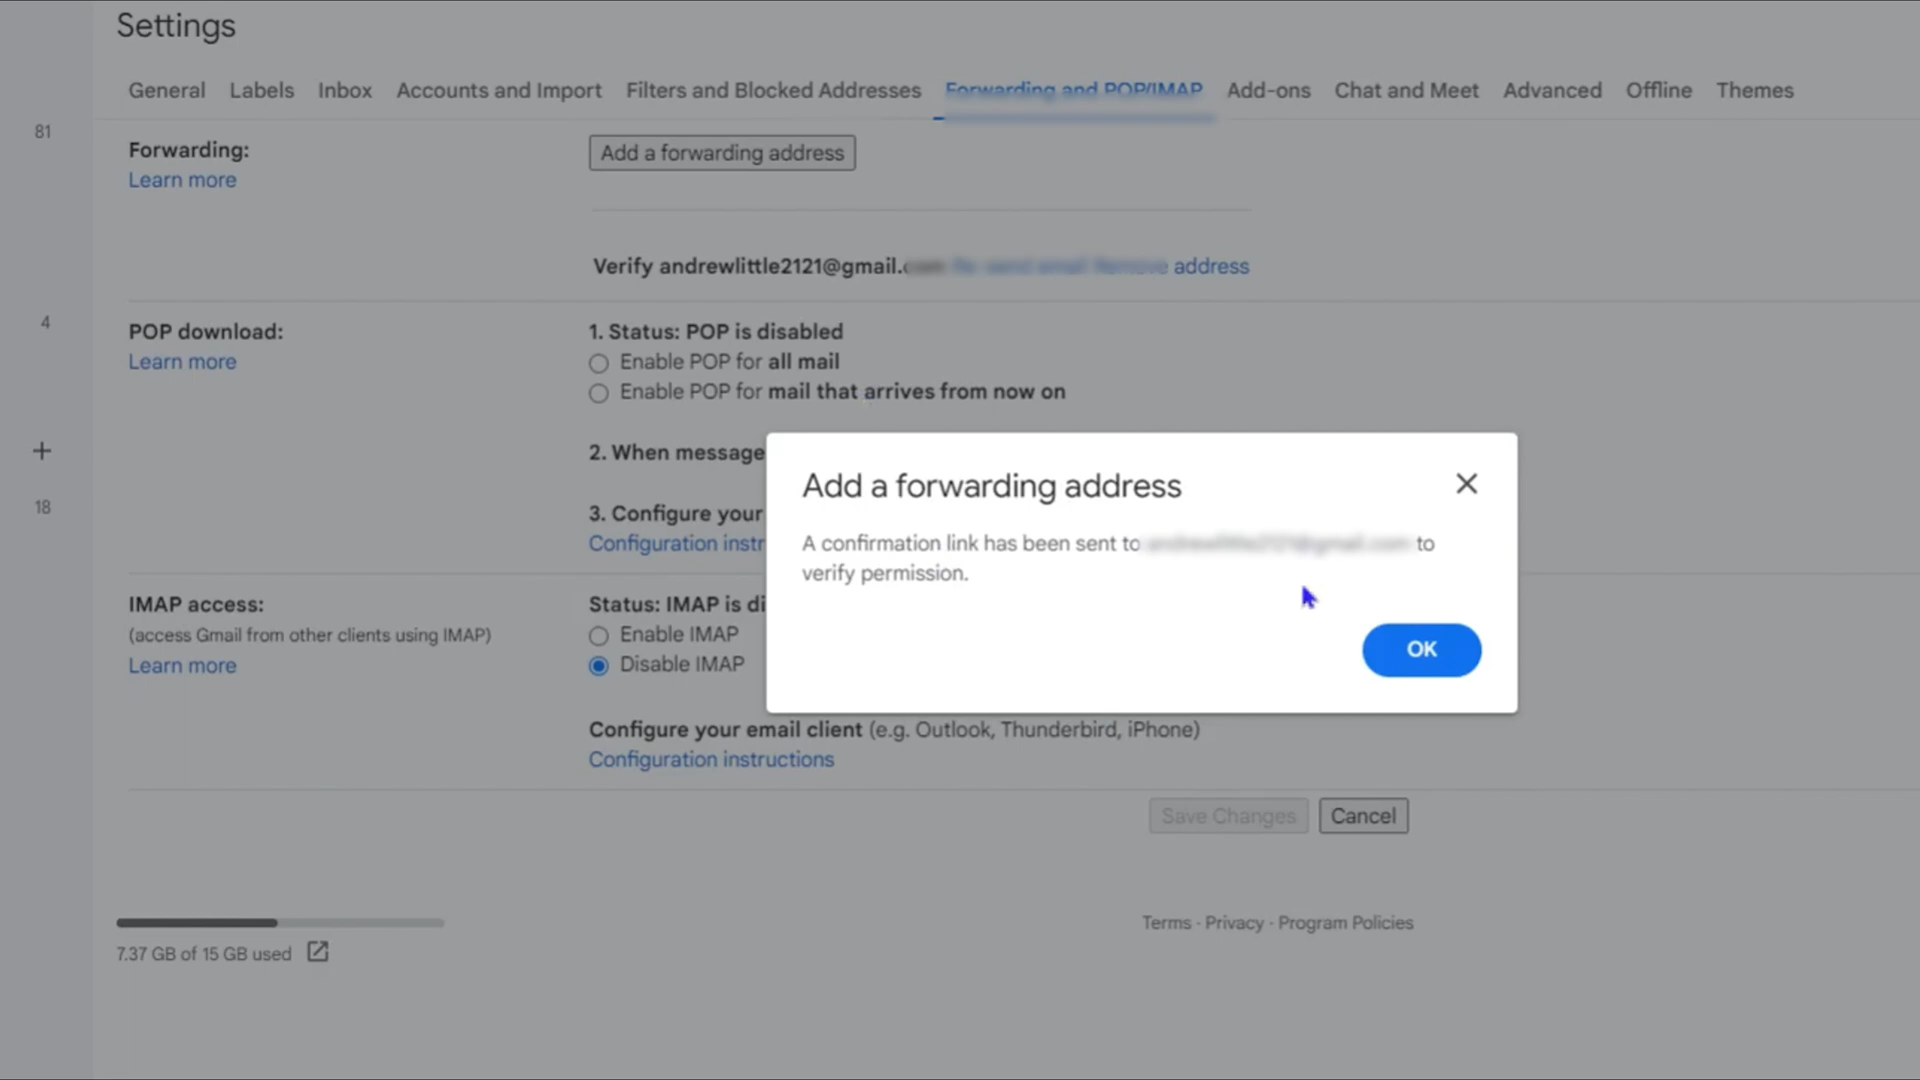 Settings
General Labels Inbox Accounts and Import Filters and Blocked Addresses Forwarding and POP/IMAP Add-ons Chat and Meet Advanced Offline Themes
81
Forwarding:
Add a forwarding address
Learn more
Verify andrewlittle2121@gmail. address
4
POP download:
1. Status: POP is disabled
Learn more
Enable POP for all mail
Enable POP for mail that arrives from now on
2. When message
18
3. Configure your
Configuration instr
Add a forwarding address
A confirmation link has been sent to to
verify permission.
OK
IMAP access:
Status: IMAP is di
(access Gmail from other clients using IMAP)
Enable IMAP
Learn more
Disable IMAP
Configure your email client (e.g. Outlook, Thunderbird, iPhone)
Configuration instructions
Save Changes Cancel
7.37 GB of 15 GB used
Terms · Privacy · Program Policies